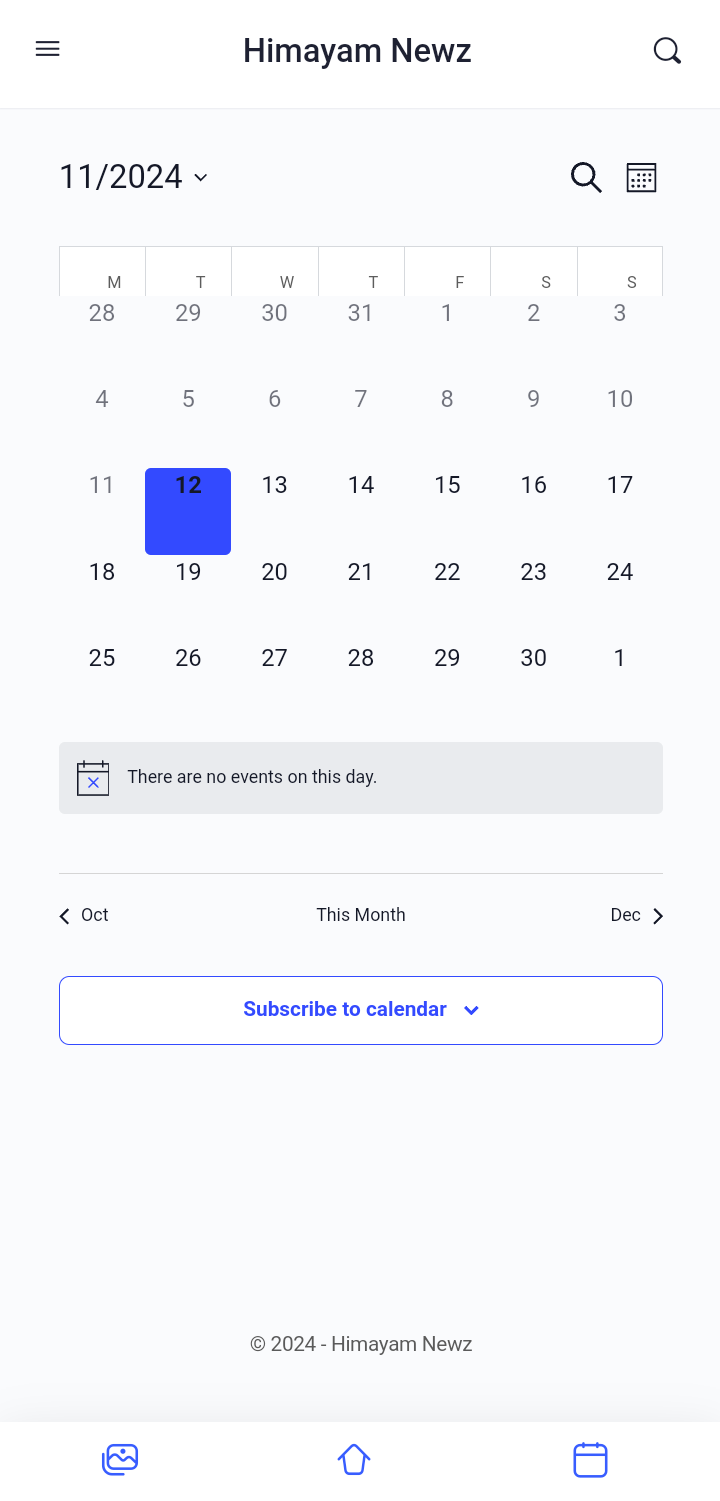 Himayam Newz
11/2024
M T W T F S S
28 29 30 31 1 2 3
4 5 6 7 8 9 10
11 12 13 14 15 16 17
18 19 20 21 22 23 24
25 26 27 28 29 30 1
There are no events on this day.
Oct This Month Dec
Subscribe to calendar
© 2024 - Himayam Newz